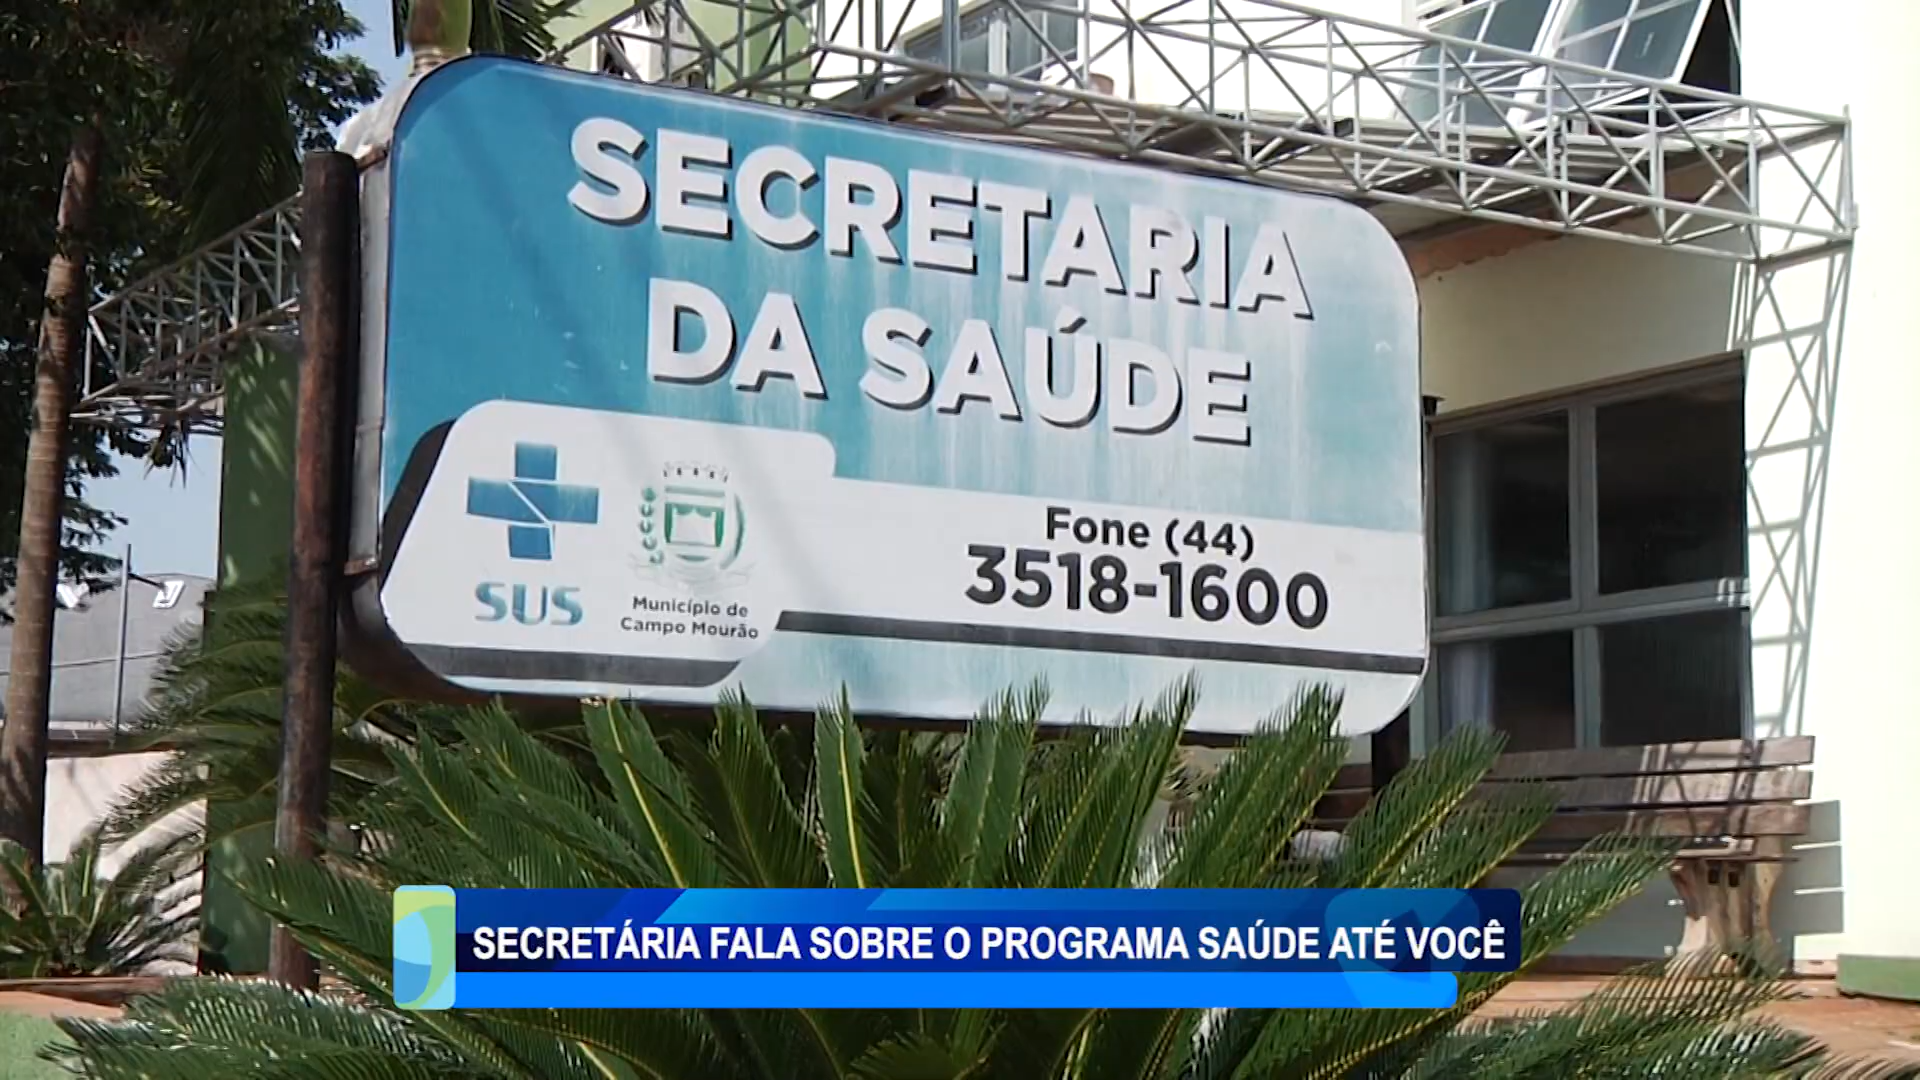 SECRETARIA
DA SAÚDE
SUS
Município de
Campo Mourão
Fone (44)
3518-1600
SECRETÁRIA FALA SOBRE O PROGRAMA SAÚDE ATÉ VOCÊ